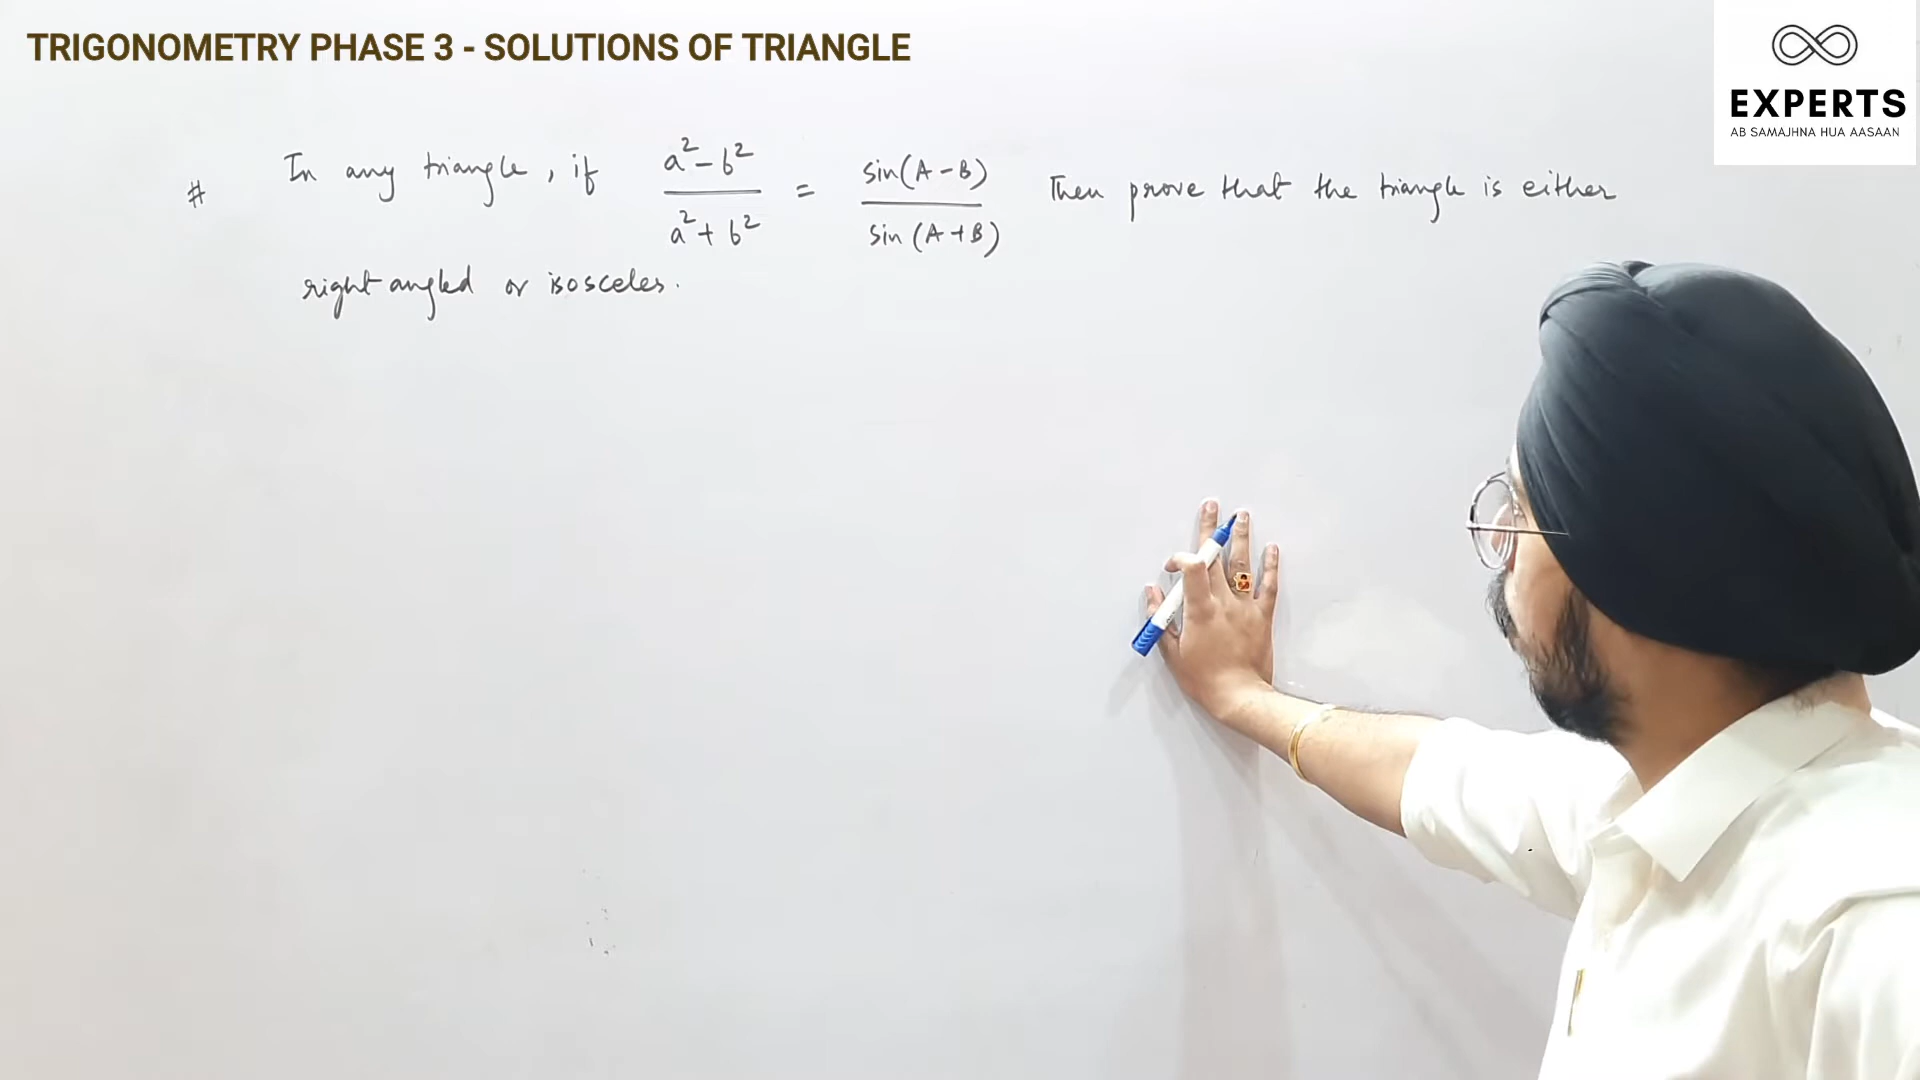 TRIGONOMETRY PHASE 3 - SOLUTIONS OF TRIANGLE
EXPERTS
AB SAMAJHNA HUA AASAAN
# In any triangle, if (a²-b²)/(a²+b²) = sin(A-B)/sin(A+B) Then prove that the triangle is either
right angled or isosceles.